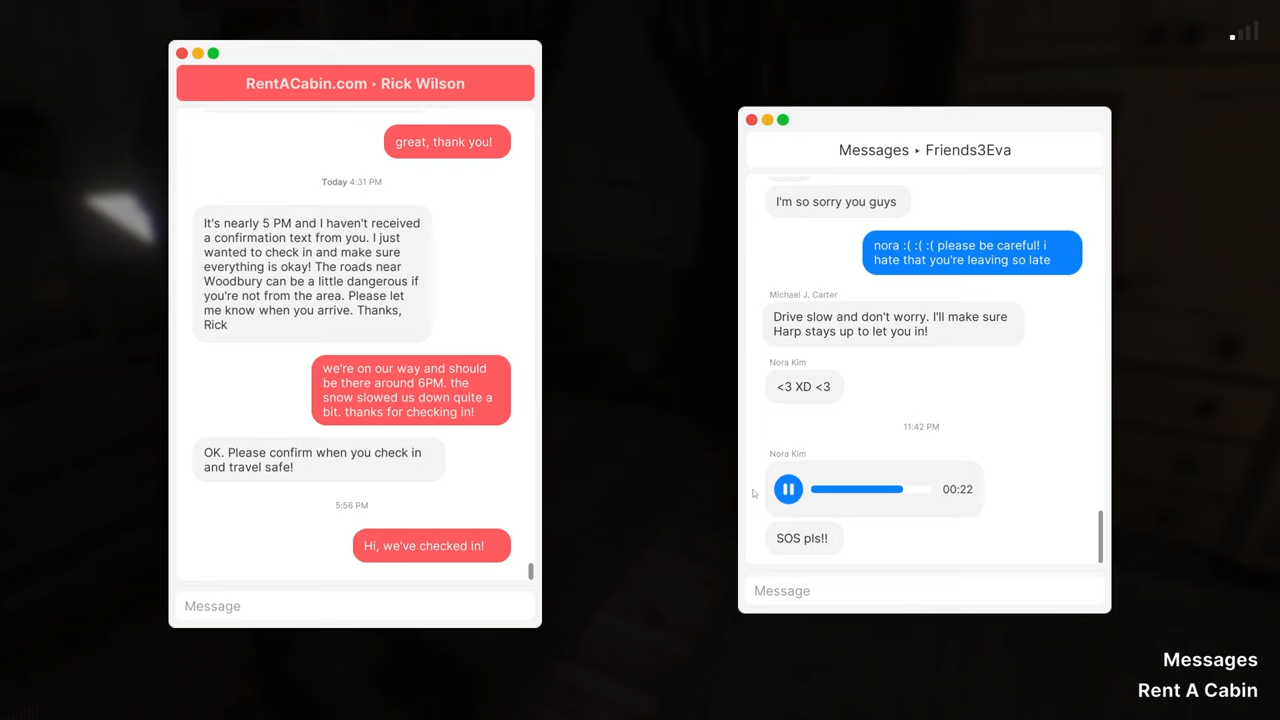 RentACabin.com ‣ Rick Wilson
great, thank you!
Today 4:31 PM
It's nearly 5 PM and I haven't received
a confirmation text from you. I just
wanted to check in and make sure
everything is okay! The roads near
Woodbury can be a little dangerous if
you're not from the area. Please let
me know when you arrive. Thanks,
Rick
we're on our way and should
be there around 6PM. the
snow slowed us down quite a
bit. thanks for checking in!
OK. Please confirm when you check in
and travel safe!
5:56 PM
Hi, we've checked in!
Message
Messages ‣ Friends3Eva
I'm so sorry you guys
nora :( :( :( please be careful! i
hate that you're leaving so late
Michael J. Carter
Drive slow and don't worry. I'll make sure
Harp stays up to let you in!
Nora Kim
<3 XD <3
11:42 PM
Nora Kim
00:22
SOS pls!!
Message
Messages
Rent A Cabin